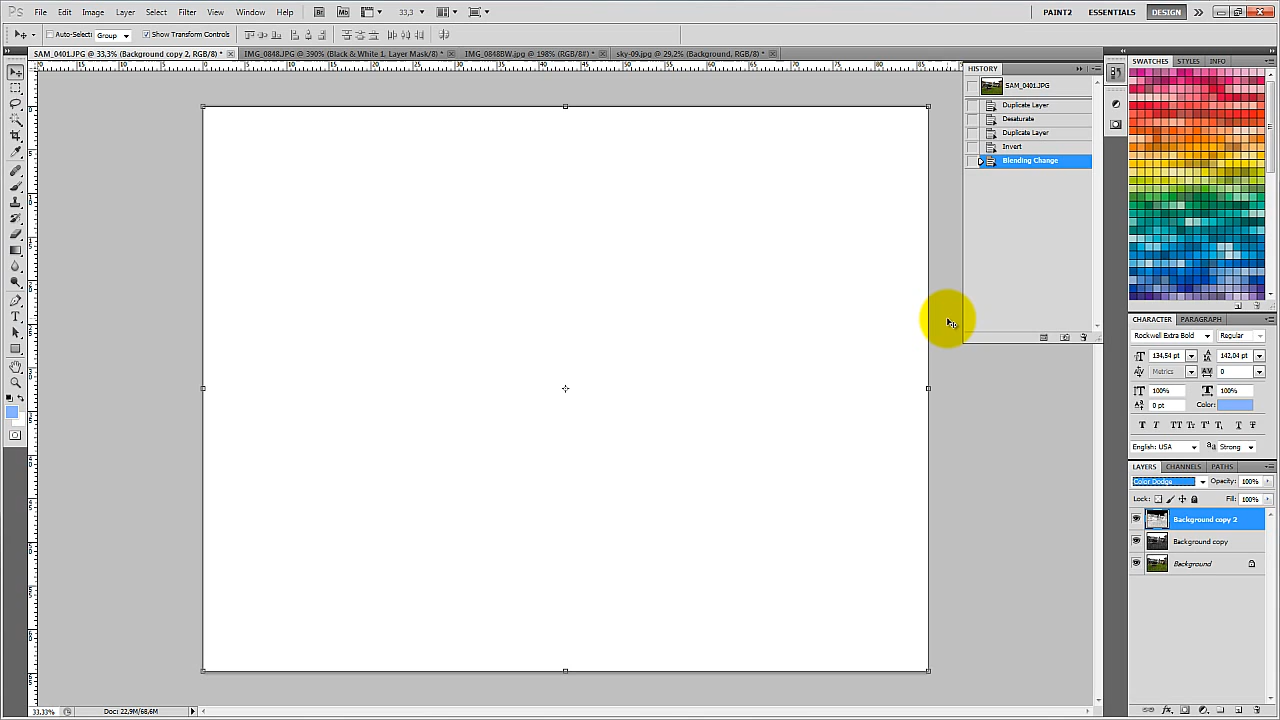 Ps File Edit Image Layer Select Filter View Window Help Br Mb 33,3 PAINT2 ESSENTIALS DESIGN
Auto-Select: Group Show Transform Controls
SAM_0401.JPG @ 33,3% (Background copy 2, RGB/8) * IMG_0848.JPG @ 390% (Black & White 1, Layer Mask/8) * IMG_0848BW.jpg @ 198% (RGB/8#) * sky-09.jpg @ 29,2% (Background, RGB/8) *
HISTORY
SAM_0401.JPG
Duplicate Layer
Desaturate
Duplicate Layer
Invert
Blending Change
SWATCHES STYLES INFO
CHARACTER PARAGRAPH
Rockwell Extra Bold Regular
134,54 pt 142,04 pt
Metrics 0
100% 100%
0 pt Color:
English: USA Strong
LAYERS CHANNELS PATHS
Color Dodge Opacity: 100%
Lock: Fill: 100%
Background copy 2
Background copy
Background
33,33% Doc: 22,9M/68,6M